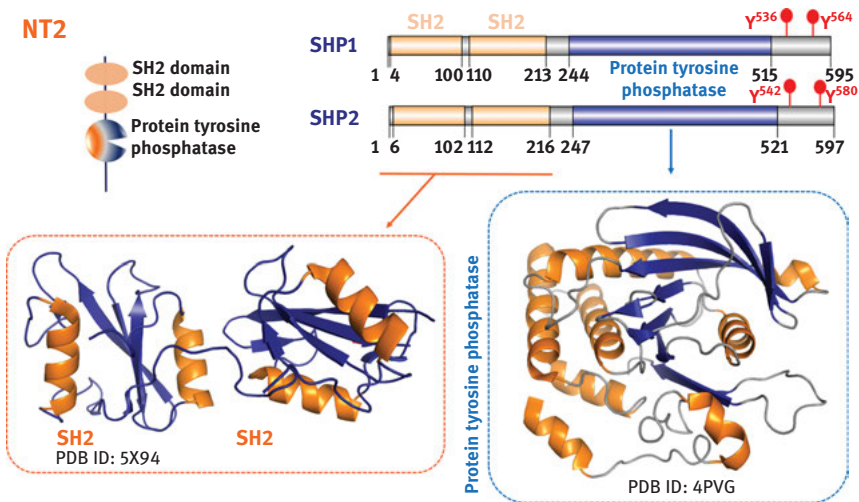 NT2
SH2 domain
SH2 domain
Protein tyrosine
phosphatase
SH2 SH2
SHP1
Y536 Y564
1 4 100 110 213 244 515 595
Protein tyrosine
phosphatase
SHP2
Y542 Y580
1 6 102 112 216 247 521 597
SH2 SH2
PDB ID: 5X94
Protein tyrosine phosphatase
PDB ID: 4PVG